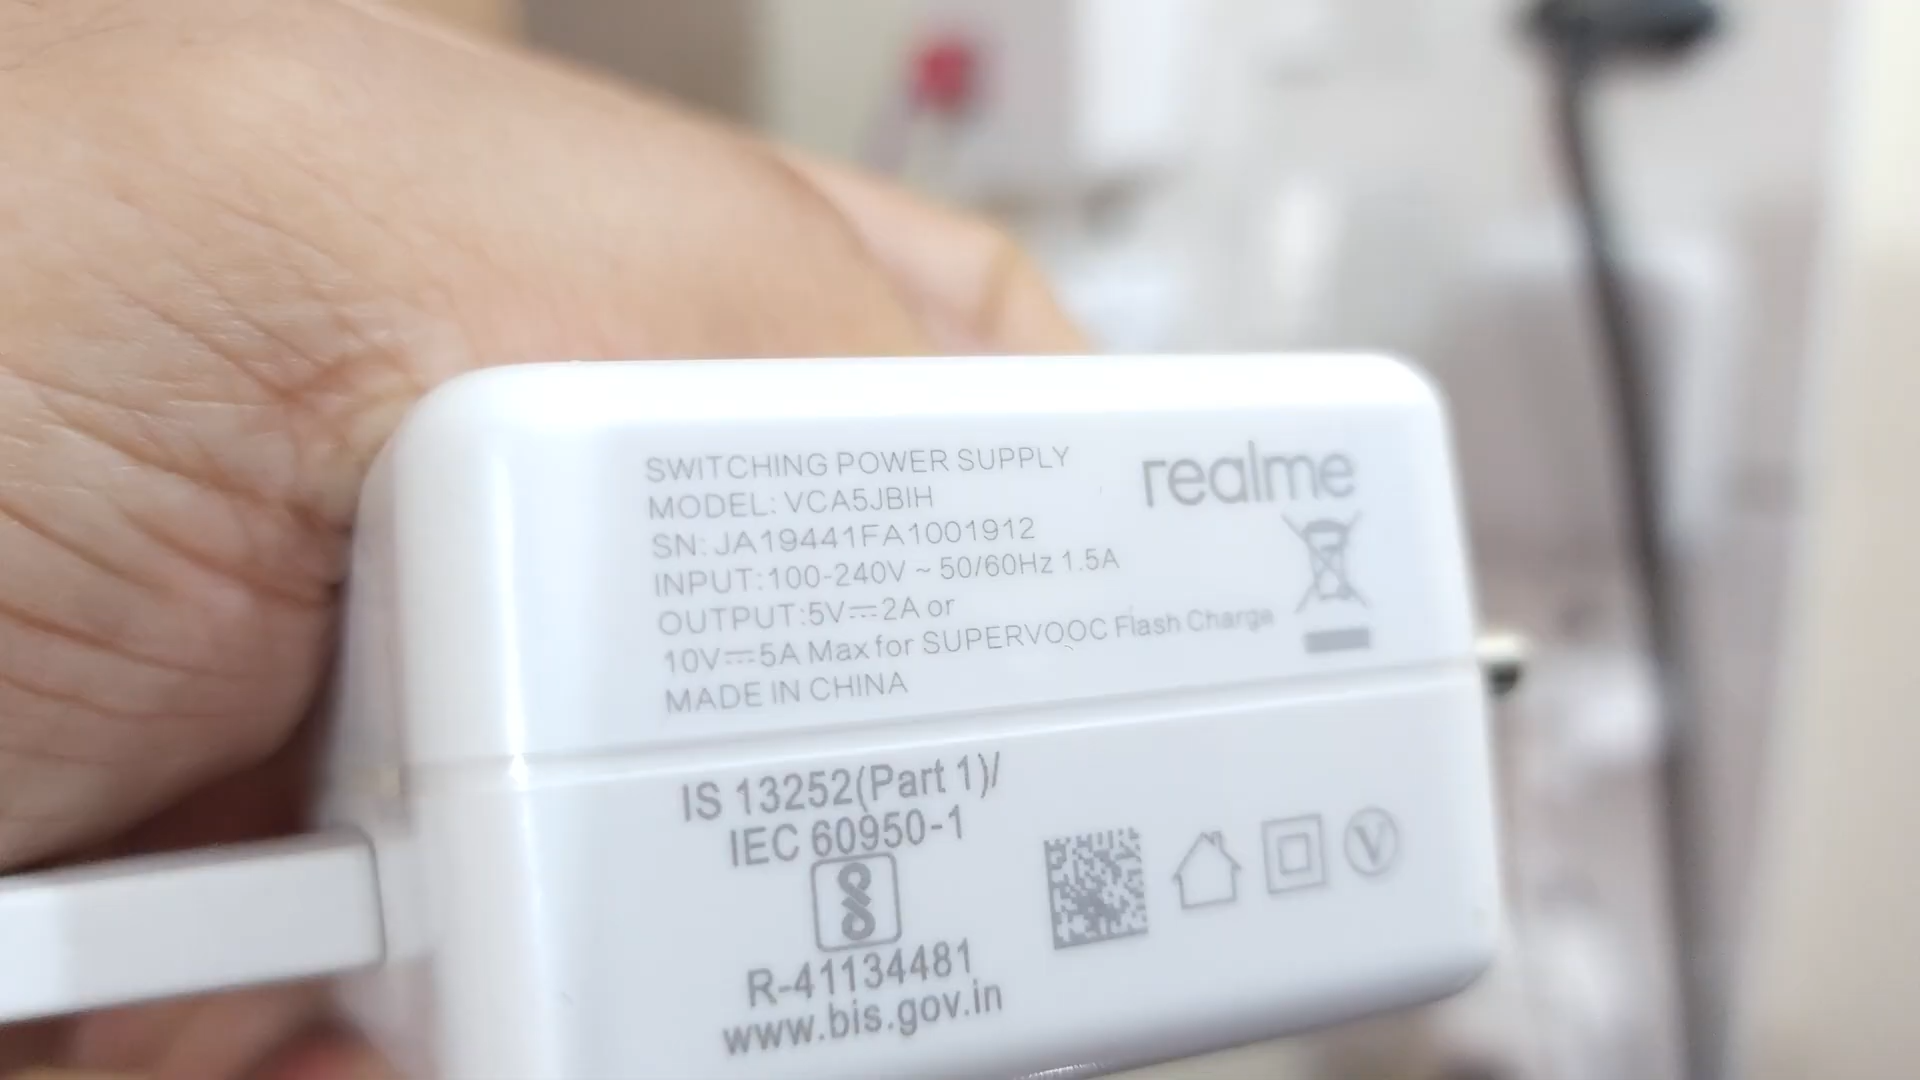 SWITCHING POWER SUPPLY
realme
MODEL: VCA5JBIH
SN: JA19441FA1001912
INPUT:100-240V ~ 50/60Hz 1.5A
OUTPUT:5V⎓2A or
10V⎓5A Max for SUPERVOOC Flash Charge
MADE IN CHINA
IS 13252(Part 1)/
IEC 60950-1
R-41134481
www.bis.gov.in
V